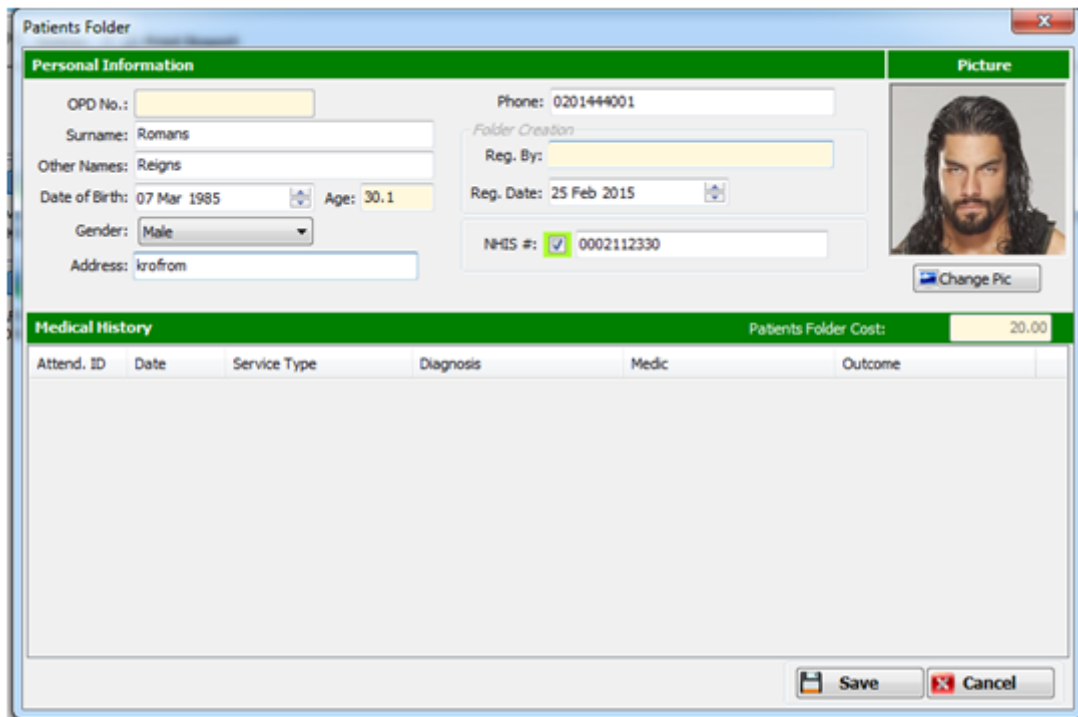 Patients Folder
Personal Information
Picture
OPD No.:
Phone: 0201444001
Surname: Romans
Folder Creation
Other Names: Reigns
Reg. By:
Date of Birth: 07 Mar 1985 Age: 30.1
Reg. Date: 25 Feb 2015
Gender: Male
NHIS #: 0002112330
Address: krofrom
Change Pic
Medical History
Patients Folder Cost: 20.00
Attend. ID Date Service Type Diagnosis Medic Outcome
Save Cancel